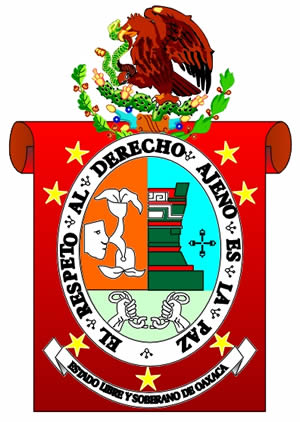 EL RESPETO AL DERECHO AJENO ES LA PAZ
ESTADO LIBRE Y SOBERANO DE OAXACA